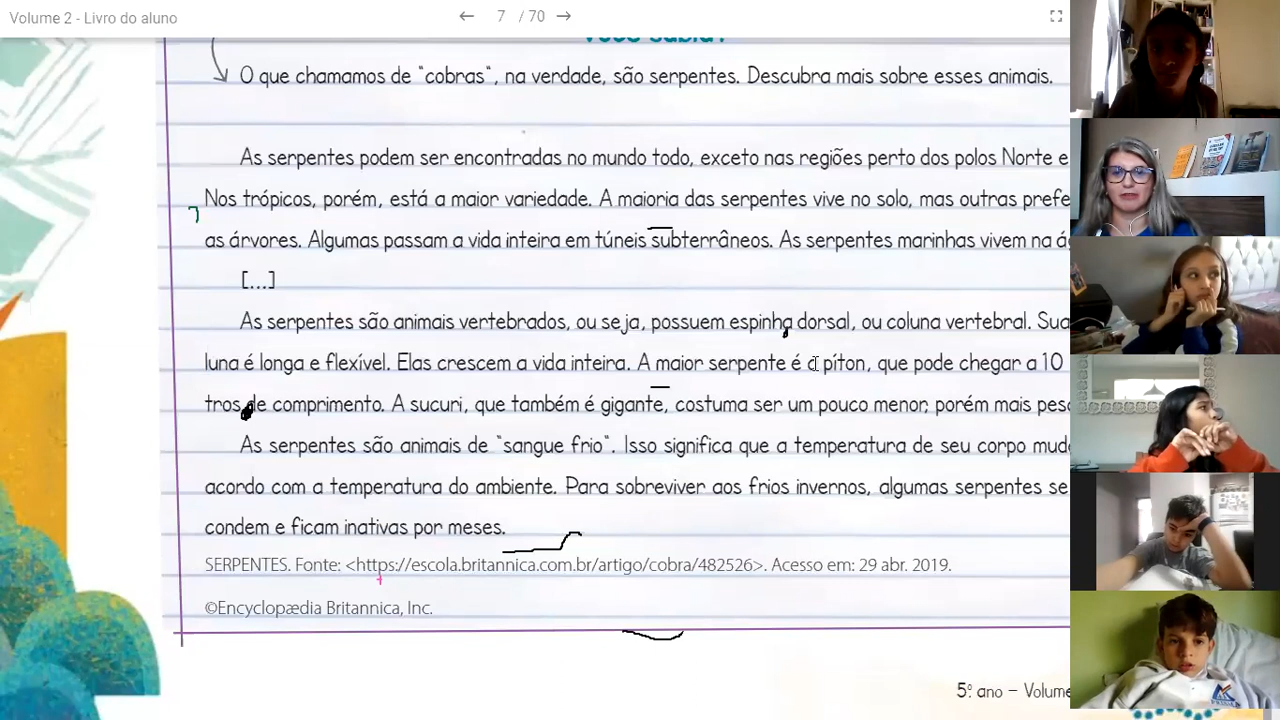 Volume 2 - Livro do aluno
7 / 70
Você sabia?
O que chamamos de "cobras", na verdade, são serpentes. Descubra mais sobre esses animais.
As serpentes podem ser encontradas no mundo todo, exceto nas regiões perto dos polos Norte e
Nos trópicos, porém, está a maior variedade. A maioria das serpentes vive no solo, mas outras prefe
as árvores. Algumas passam a vida inteira em túneis subterrâneos. As serpentes marinhas vivem na
[...]
As serpentes são animais vertebrados, ou seja, possuem espinha dorsal, ou coluna vertebral. Sua
luna é longa e flexível. Elas crescem a vida inteira. A maior serpente é a píton, que pode chegar a 10
tros de comprimento. A sucuri, que também é gigante, costuma ser um pouco menor, porém mais pesa
As serpentes são animais de "sangue frio". Isso significa que a temperatura de seu corpo mud
acordo com a temperatura do ambiente. Para sobreviver aos frios invernos, algumas serpentes se
condem e ficam inativas por meses.
SERPENTES. Fonte: <https://escola.britannica.com.br/artigo/cobra/482526>. Acesso em: 29 abr. 2019.
©Encyclopædia Britannica, Inc.
5º. ano – Volume